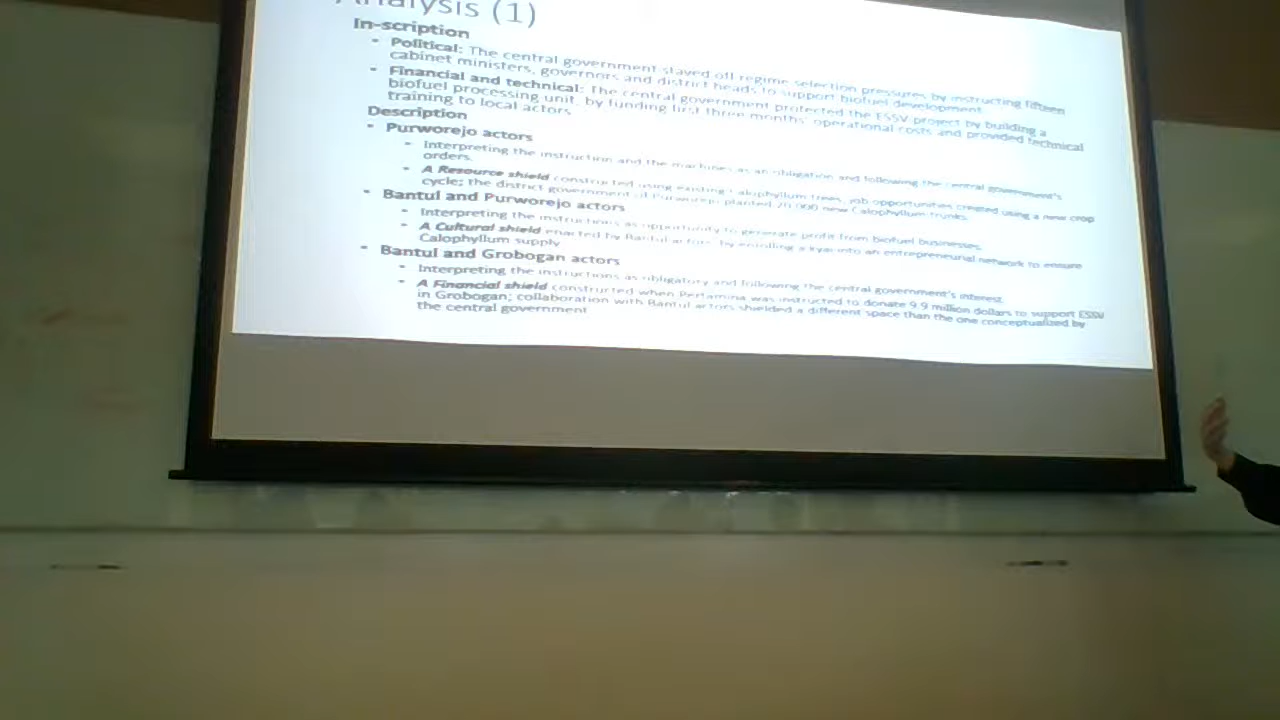 Analysis (1)
In-scription
Political: The central government staved off regime selection pressures by instructing fifteen
cabinet ministers, governors and district heads to support biofuel development.
Financial and technical: The central government protected the ESSV project by building a
biofuel processing unit, by funding first three months' operational costs and provided technical
training to local actors
Description
Purworejo actors
Interpreting the instruction and the machines as an obligation and following the central government's
orders.
A Resource shield constructed using existing Calophyllum trees, job opportunities created using a new crop
cycle; the district government of Purworejo planted 20.000 new Calophyllum trunks.
Bantul and Purworejo actors
Interpreting the instructions as opportunity to generate profit from biofuel businesses.
A Cultural shield enacted by Bantul actors, by enrolling a kyai into an entrepreneurial network to ensure
Calophyllum supply
Bantul and Grobogan actors
Interpreting the instructions as obligatory and following the central government's interest.
A Financial shield constructed when Pertamina was instructed to donate 9.9 million dollars to support ESSV
in Grobogan; collaboration with Bantul actors shielded a different space than the one conceptualized by
the central government